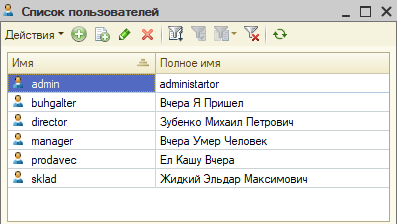 Список пользователей
Действия
Имя Полное имя
admin administartor
buhgalter Вчера Я Пришел
director Зубенко Михаил Петрович
manager Вчера Умер Человек
prodavec Ел Кашу Вчера
sklad Жидкий Эльдар Максимович